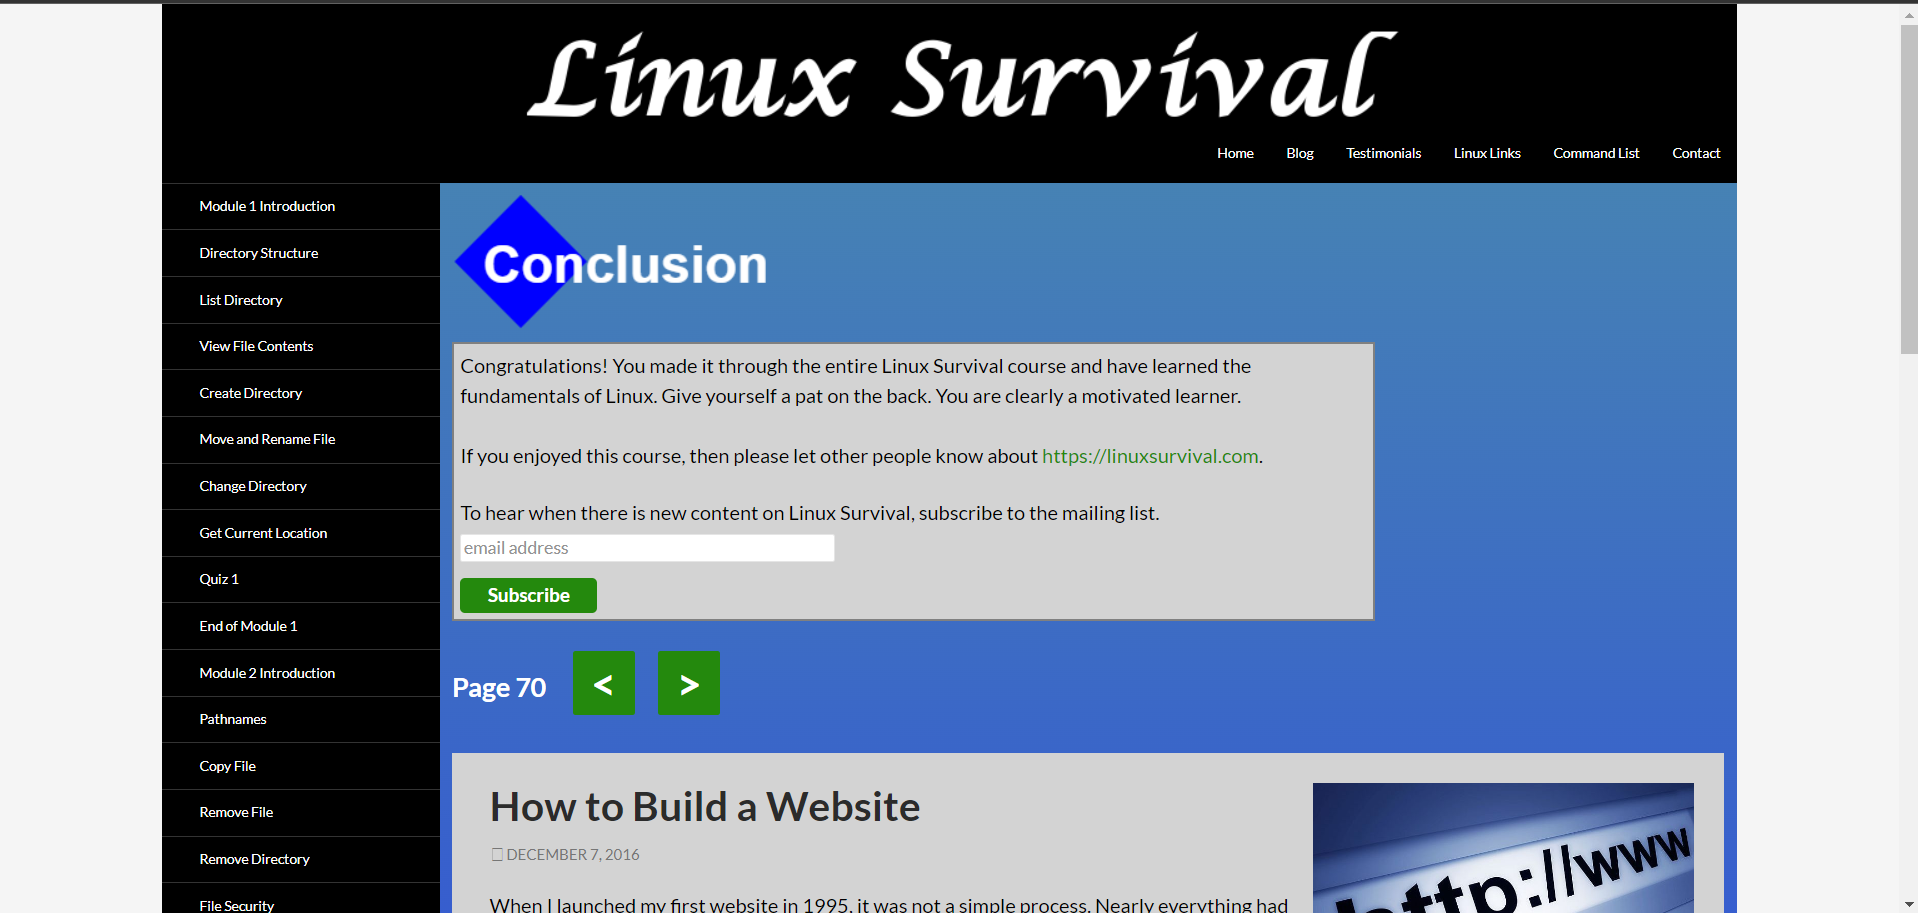 Linux Survival
Home Blog Testimonials Linux Links Command List Contact
Module 1 Introduction
Directory Structure
List Directory
View File Contents
Create Directory
Move and Rename File
Change Directory
Get Current Location
Quiz 1
End of Module 1
Module 2 Introduction
Pathnames
Copy File
Remove File
Remove Directory
File Security
Conclusion
Congratulations! You made it through the entire Linux Survival course and have learned the
fundamentals of Linux. Give yourself a pat on the back. You are clearly a motivated learner.
If you enjoyed this course, then please let other people know about https://linuxsurvival.com.
To hear when there is new content on Linux Survival, subscribe to the mailing list.
email address
Subscribe
Page 70 < >
How to Build a Website
DECEMBER 7, 2016
When I launched my first website in 1995, it was not a simple process. Nearly everything had
http://www